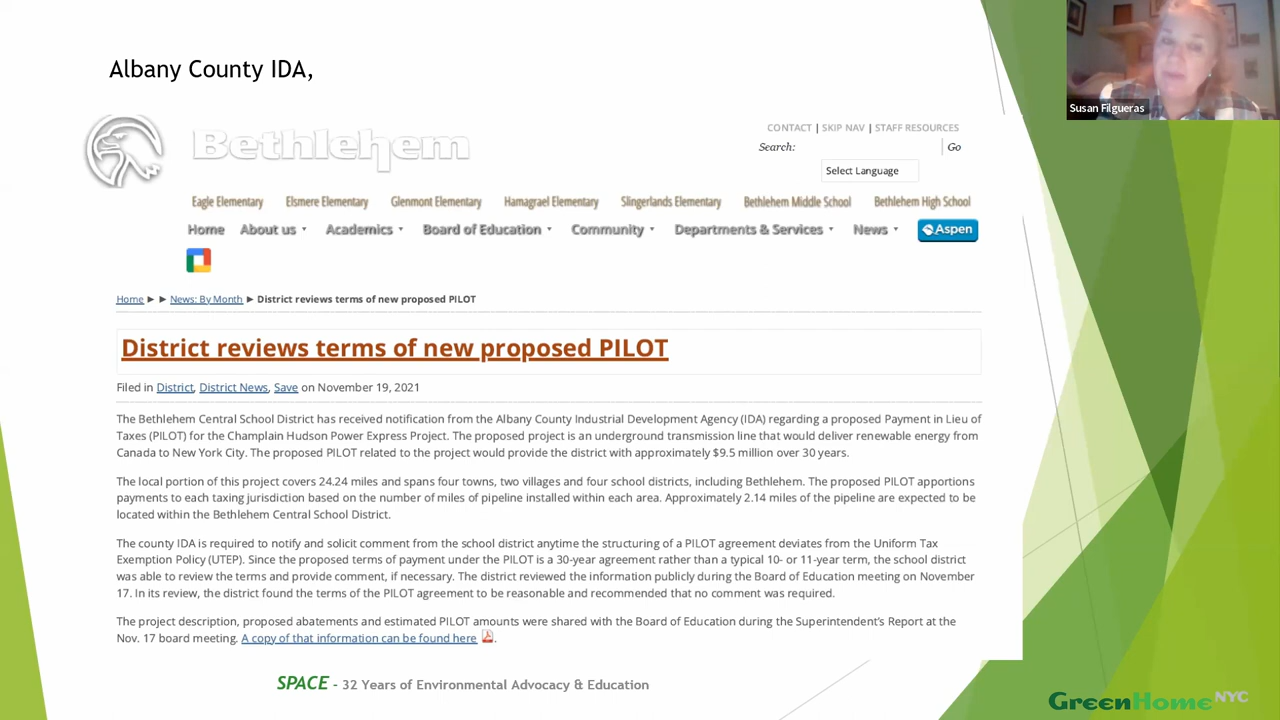 Albany County IDA,
Susan Filgueras
Bethlehem
CONTACT | SKIP NAV | STAFF RESOURCES
Search: Go
Select Language
Eagle Elementary Elsmere Elementary Glenmont Elementary Hamagrael Elementary Slingerlands Elementary Bethlehem Middle School Bethlehem High School
Home About us Academics Board of Education Community Departments & Services News Aspen
Home ► ► News: By Month ► District reviews terms of new proposed PILOT
District reviews terms of new proposed PILOT
Filed in District, District News, Save on November 19, 2021
The Bethlehem Central School District has received notification from the Albany County Industrial Development Agency (IDA) regarding a proposed Payment in Lieu of
Taxes (PILOT) for the Champlain Hudson Power Express Project. The proposed project is an underground transmission line that would deliver renewable energy from
Canada to New York City. The proposed PILOT related to the project would provide the district with approximately $9.5 million over 30 years.
The local portion of this project covers 24.24 miles and spans four towns, two villages and four school districts, including Bethlehem. The proposed PILOT apportions
payments to each taxing jurisdiction based on the number of miles of pipeline installed within each area. Approximately 2.14 miles of the pipeline are expected to be
located within the Bethlehem Central School District.
The county IDA is required to notify and solicit comment from the school district anytime the structuring of a PILOT agreement deviates from the Uniform Tax
Exemption Policy (UTEP). Since the proposed terms of payment under the PILOT is a 30-year agreement rather than a typical 10- or 11-year term, the school district
was able to review the terms and provide comment, if necessary. The district reviewed the information publicly during the Board of Education meeting on November
17. In its review, the district found the terms of the PILOT agreement to be reasonable and recommended that no comment was required.
The project description, proposed abatements and estimated PILOT amounts were shared with the Board of Education during the Superintendent's Report at the
Nov. 17 board meeting. A copy of that information can be found here.
SPACE - 32 Years of Environmental Advocacy & Education
GreenHomeNYC